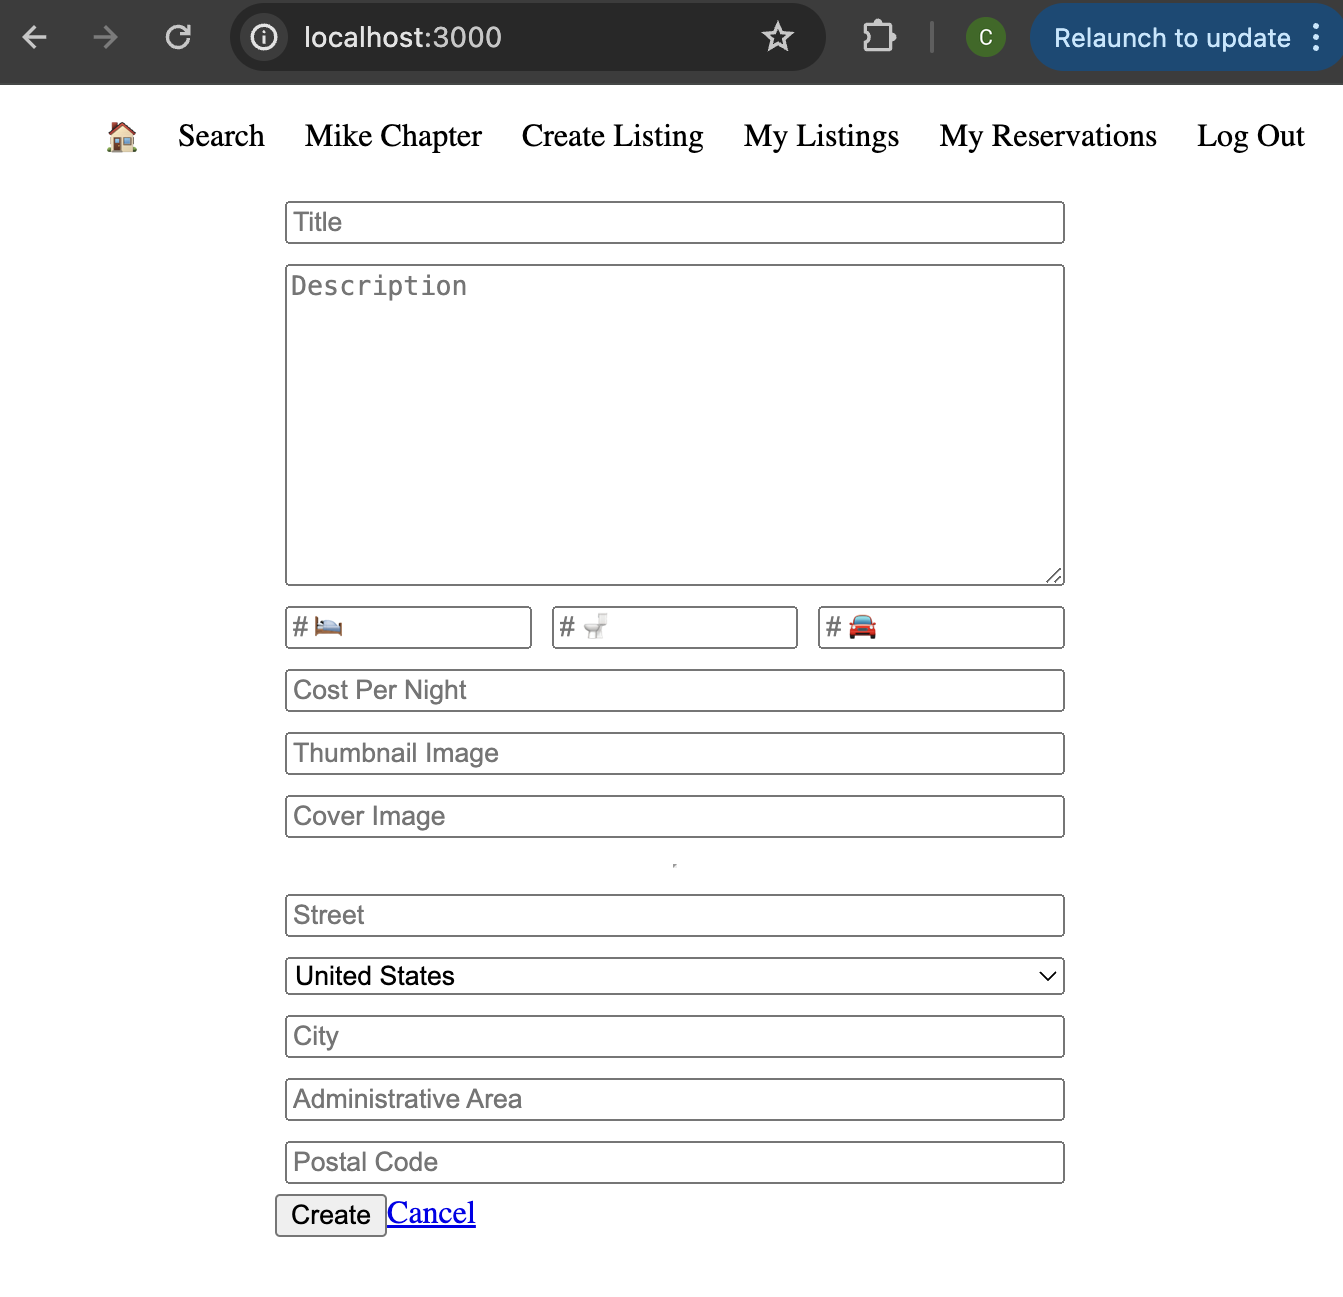 localhost:3000
C
Relaunch to update
🏠 Search Mike Chapter Create Listing My Listings My Reservations Log Out
Title
Description
# 🛌 # 🚽 # 🚘
Cost Per Night
Thumbnail Image
Cover Image
Street
United States
City
Administrative Area
Postal Code
Create Cancel